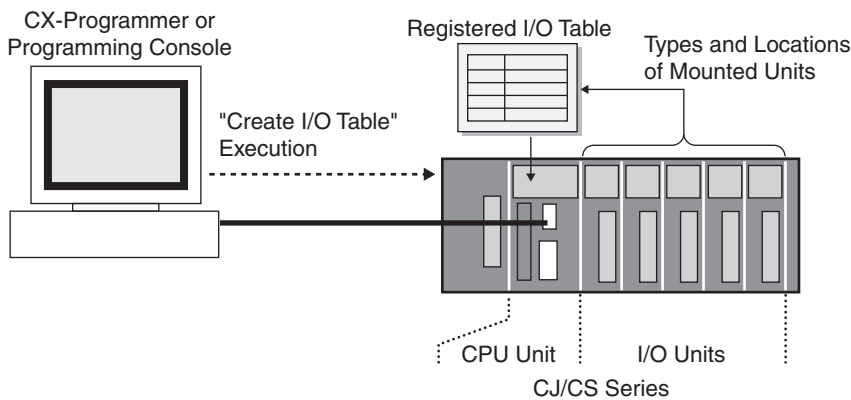 CX-Programmer or
Programming Console
Registered I/O Table
Types and Locations
of Mounted Units
"Create I/O Table"
Execution
CPU Unit
I/O Units
CJ/CS Series